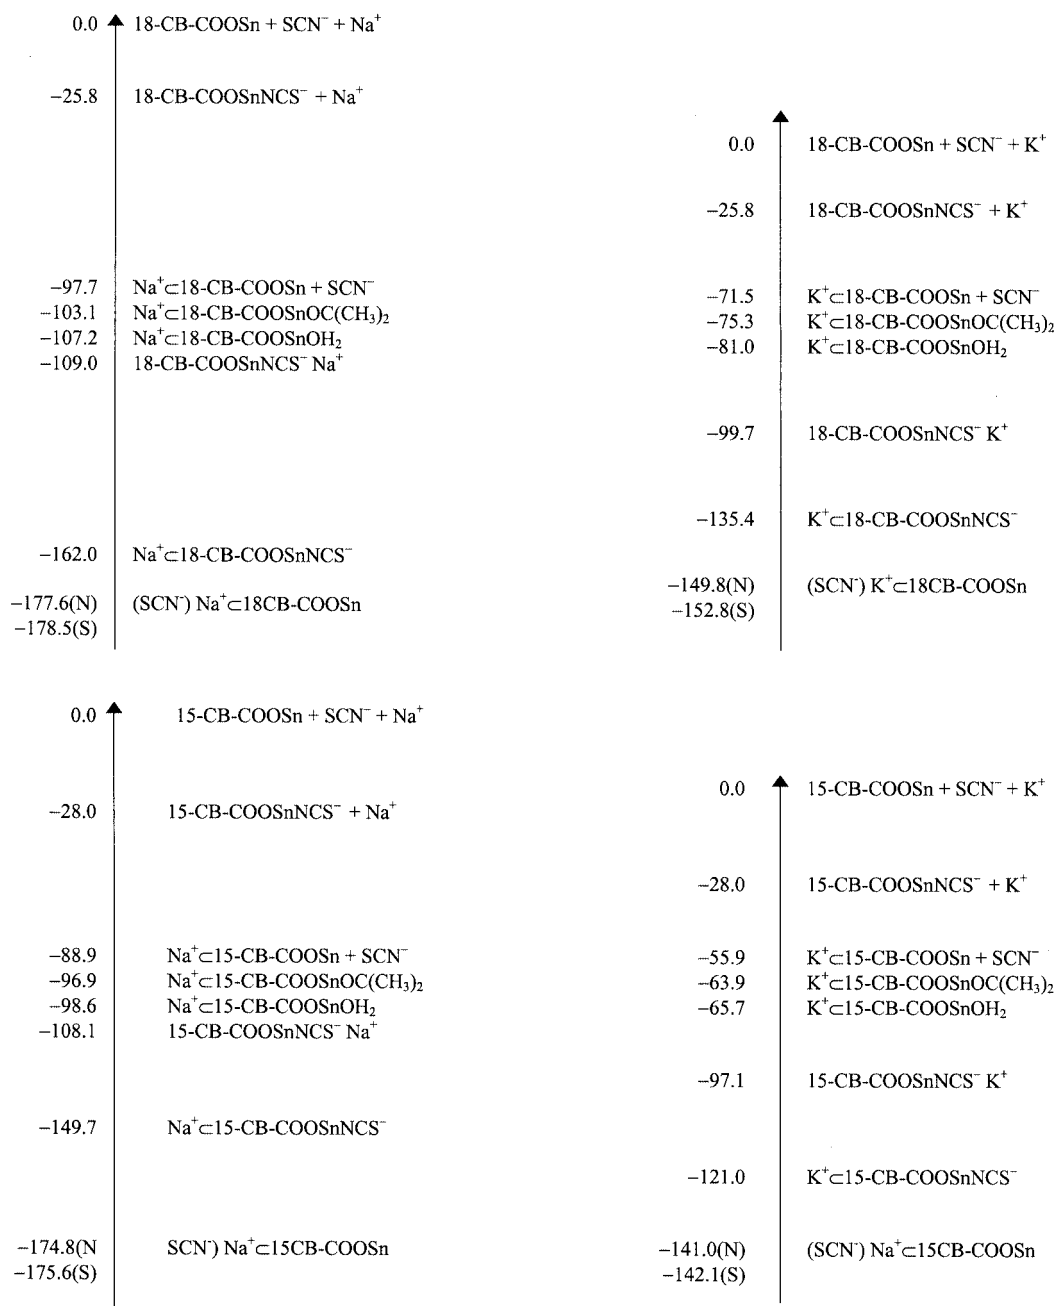 0.0 18-CB-COOSn + SCN⁻ + Na⁺
−25.8 18-CB-COOSnNCS⁻ + Na⁺
−97.7 Na⁺⊂18-CB-COOSn + SCN⁻
−103.1 Na⁺⊂18-CB-COOSnOC(CH₃)₂
−107.2 Na⁺⊂18-CB-COOSnOH₂
−109.0 18-CB-COOSnNCS⁻ Na⁺
−162.0 Na⁺⊂18-CB-COOSnNCS⁻
−177.6(N) (SCN⁻) Na⁺⊂18CB-COOSn
−178.5(S)
0.0 18-CB-COOSn + SCN⁻ + K⁺
−25.8 18-CB-COOSnNCS⁻ + K⁺
−71.5 K⁺⊂18-CB-COOSn + SCN⁻
−75.3 K⁺⊂18-CB-COOSnOC(CH₃)₂
−81.0 K⁺⊂18-CB-COOSnOH₂
−99.7 18-CB-COOSnNCS⁻ K⁺
−135.4 K⁺⊂18-CB-COOSnNCS⁻
−149.8(N) (SCN⁻) K⁺⊂18CB-COOSn
−152.8(S)
0.0 15-CB-COOSn + SCN⁻ + Na⁺
−28.0 15-CB-COOSnNCS⁻ + Na⁺
−88.9 Na⁺⊂15-CB-COOSn + SCN⁻
−96.9 Na⁺⊂15-CB-COOSnOC(CH₃)₂
−98.6 Na⁺⊂15-CB-COOSnOH₂
−108.1 15-CB-COOSnNCS⁻ Na⁺
−149.7 Na⁺⊂15-CB-COOSnNCS⁻
−174.8(N SCN⁻) Na⁺⊂15CB-COOSn
−175.6(S)
0.0 15-CB-COOSn + SCN⁻ + K⁺
−28.0 15-CB-COOSnNCS⁻ + K⁺
−55.9 K⁺⊂15-CB-COOSn + SCN⁻
−63.9 K⁺⊂15-CB-COOSnOC(CH₃)₂
−65.7 K⁺⊂15-CB-COOSnOH₂
−97.1 15-CB-COOSnNCS⁻ K⁺
−121.0 K⁺⊂15-CB-COOSnNCS⁻
−141.0(N) (SCN⁻) Na⁺⊂15CB-COOSn
−142.1(S)